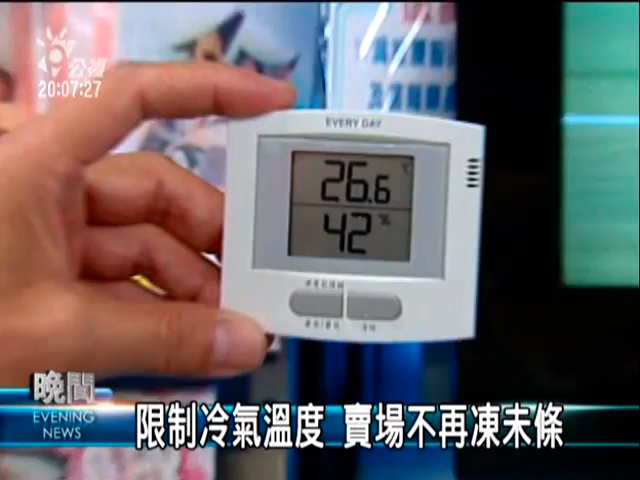 公視
20:07:27
EVERY DAY
26.6 °C
42 %
晚間
EVENING
NEWS
限制冷氣溫度 賣場不再凍未條